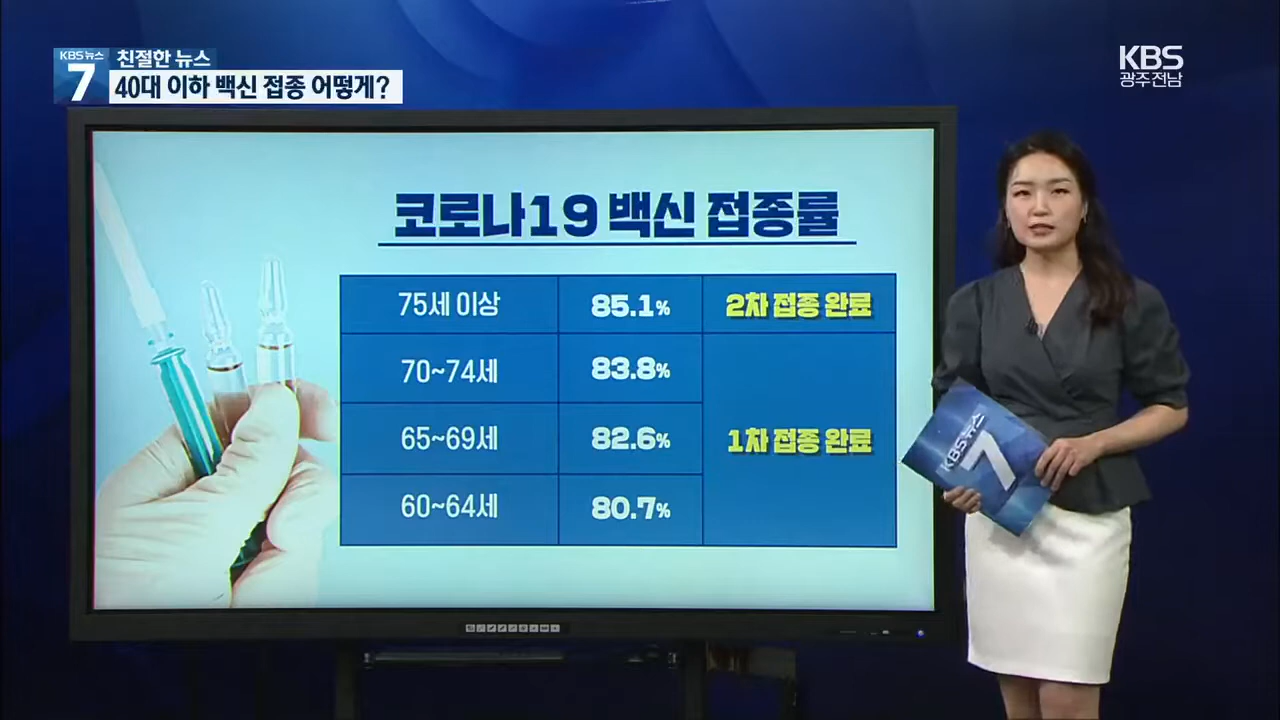 KBS 뉴스
7
친절한 뉴스
40대 이하 백신 접종 어떻게?
KBS
광주전남
코로나19 백신 접종률
75세 이상 85.1% 2차 접종 완료
70~74세 83.8%
65~69세 82.6% 1차 접종 완료
60~64세 80.7%
KBS 뉴스
7